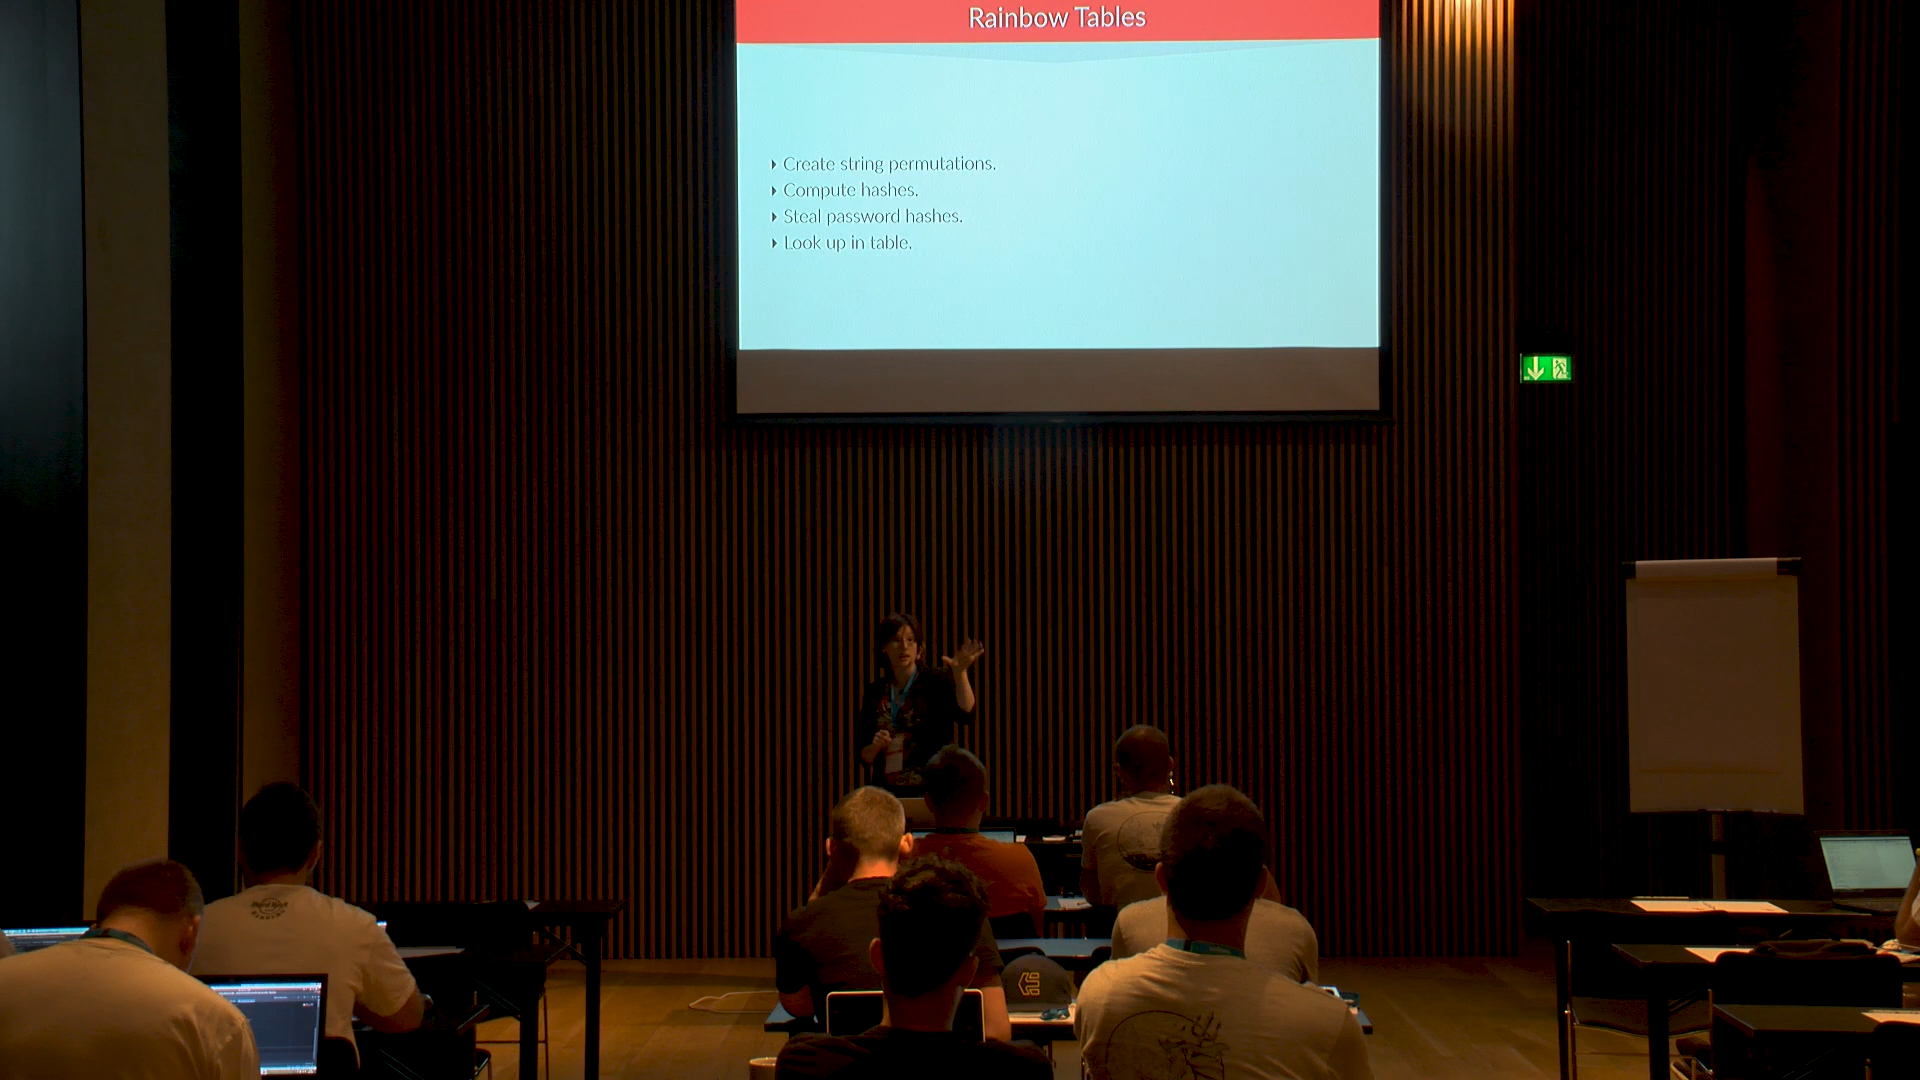 Rainbow Tables
Create string permutations.
Compute hashes.
Steal password hashes.
Look up in table.